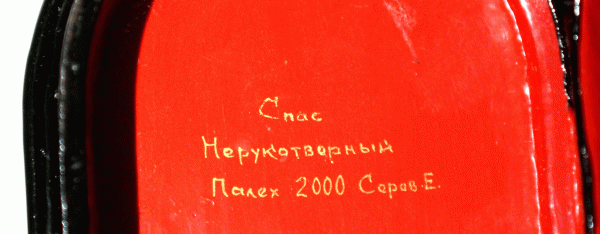 Спас
Нерукотворный
Палех 2000 Серов.Е.